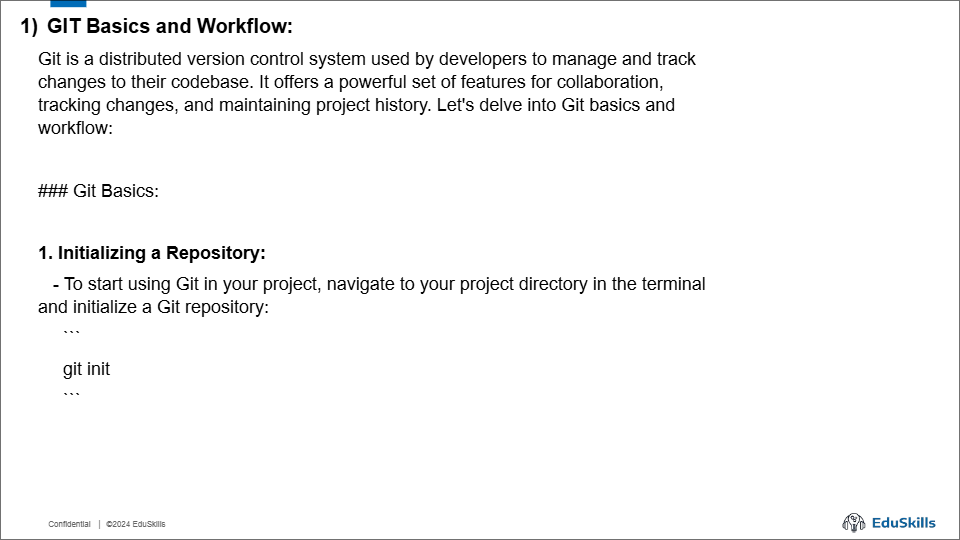 1) GIT Basics and Workflow:
Git is a distributed version control system used by developers to manage and track
changes to their codebase. It offers a powerful set of features for collaboration,
tracking changes, and maintaining project history. Let's delve into Git basics and
workflow:
### Git Basics:
1. Initializing a Repository:
- To start using Git in your project, navigate to your project directory in the terminal
and initialize a Git repository:
```
git init
```
Confidential | ©2024 EduSkills
EduSkills